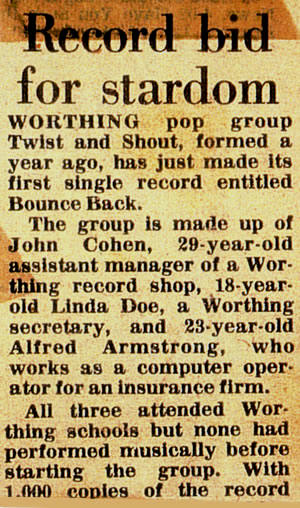 Record bid
for stardom
WORTHING pop group
Twist and Shout, formed a
year ago, has just made its
first single record entitled
Bounce Back.
The group is made up of
John Cohen, 29-year-old
assistant manager of a Wor-
thing record shop, 18-year-
old Linda Doe, a Worthing
secretary, and 23-year-old
Alfred Armstrong, who
works as a computer oper-
ator for an insurance firm.
All three attended Wor-
thing schools but none had
performed musically before
starting the group. With
1,000 copies of the record